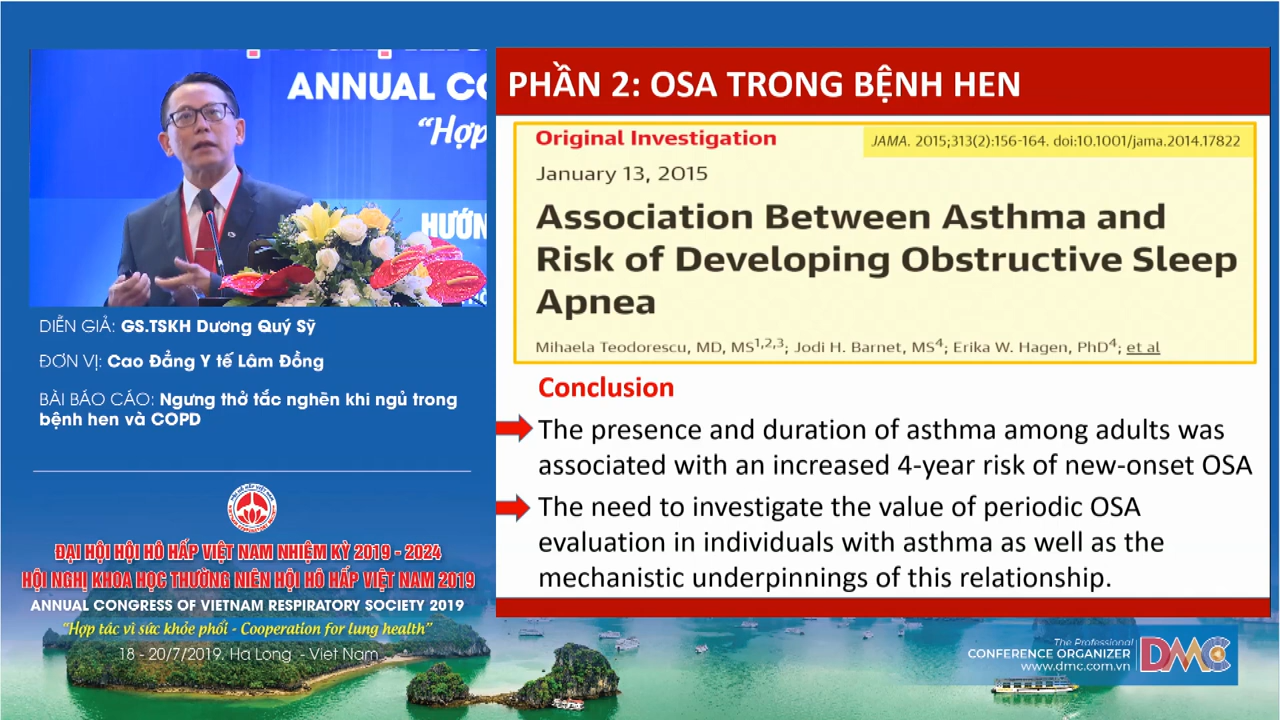 ANNUAL CO
“Hợp
HƯỚN
DIỄN GIẢ: GS.TSKH Dương Quý Sỹ
ĐƠN VỊ: Cao Đẳng Y tế Lâm Đồng
BÀI BÁO CÁO: Ngưng thở tắc nghẽn khi ngủ trong
bệnh hen và COPD
HỘI HÔ HẤP VIỆT NAM
ĐẠI HỘI HỘI HÔ HẤP VIỆT NAM NHIỆM KỲ 2019 - 2024
HỘI NGHỊ KHOA HỌC THƯỜNG NIÊN HỘI HÔ HẤP VIỆT NAM 2019
ANNUAL CONGRESS OF VIETNAM RESPIRATORY SOCIETY 2019
“Hợp tác vì sức khỏe phổi - Cooperation for lung health”
18 - 20/7/2019. Ha Long - Viet Nam
PHẦN 2: OSA TRONG BỆNH HEN
Original Investigation
JAMA. 2015;313(2):156-164. doi:10.1001/jama.2014.17822
January 13, 2015
Association Between Asthma and
Risk of Developing Obstructive Sleep
Apnea
Mihaela Teodorescu, MD, MS1,2,3; Jodi H. Barnet, MS4; Erika W. Hagen, PhD4; et al
Conclusion
The presence and duration of asthma among adults was
associated with an increased 4-year risk of new-onset OSA
The need to investigate the value of periodic OSA
evaluation in individuals with asthma as well as the
mechanistic underpinnings of this relationship.
The Professional
CONFERENCE ORGANIZER
www.dmc.com.vn
DMC